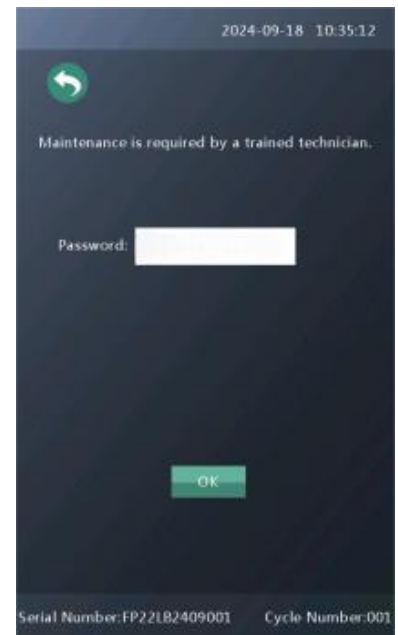 2024-09-18 10:35:12
Maintenance is required by a trained technician.
Password:
OK
Serial Number:FP22LB2409001 Cycle Number:001